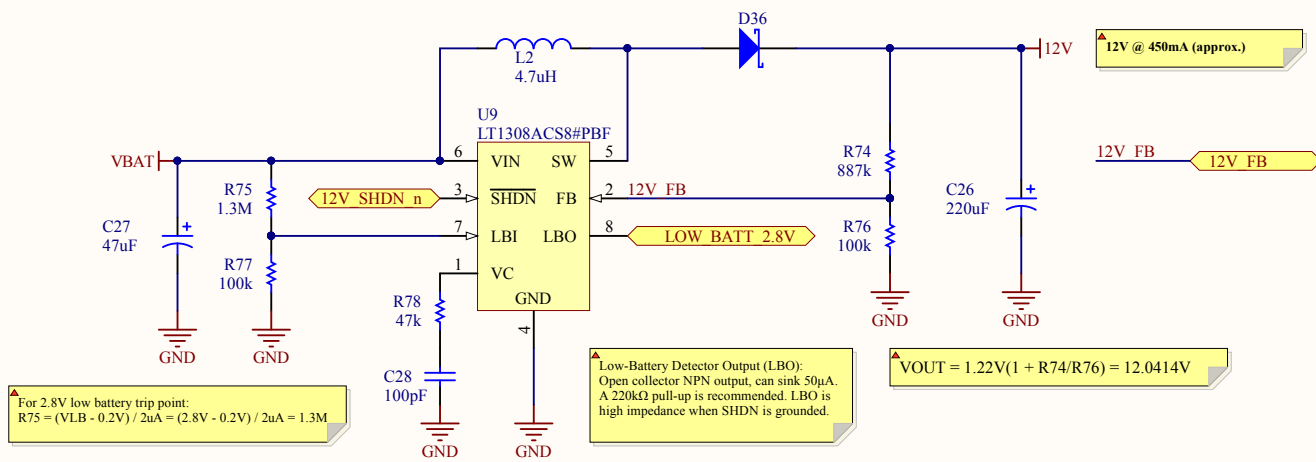 D36
12V
12V @ 450mA (approx.)
L2
4.7uH
U9
LT1308ACS8#PBF
VBAT
6
VIN
SW
5
R75
1.3M
12V_SHDN_n
3
SHDN
FB
2
12V_FB
R74
887k
12V_FB
12V_FB
C27
47uF
7
LBI
LBO
8
LOW_BATT_2.8V
R76
100k
C26
220uF
R77
100k
1
VC
GND
4
R78
47k
C28
100pF
GND
GND
GND
GND
GND
GND
For 2.8V low battery trip point:
R75 = (VLB - 0.2V) / 2uA = (2.8V - 0.2V) / 2uA = 1.3M
Low-Battery Detector Output (LBO):
Open collector NPN output, can sink 50µA.
A 220kΩ pull-up is recommended. LBO is
high impedance when SHDN is grounded.
VOUT = 1.22V(1 + R74/R76) = 12.0414V